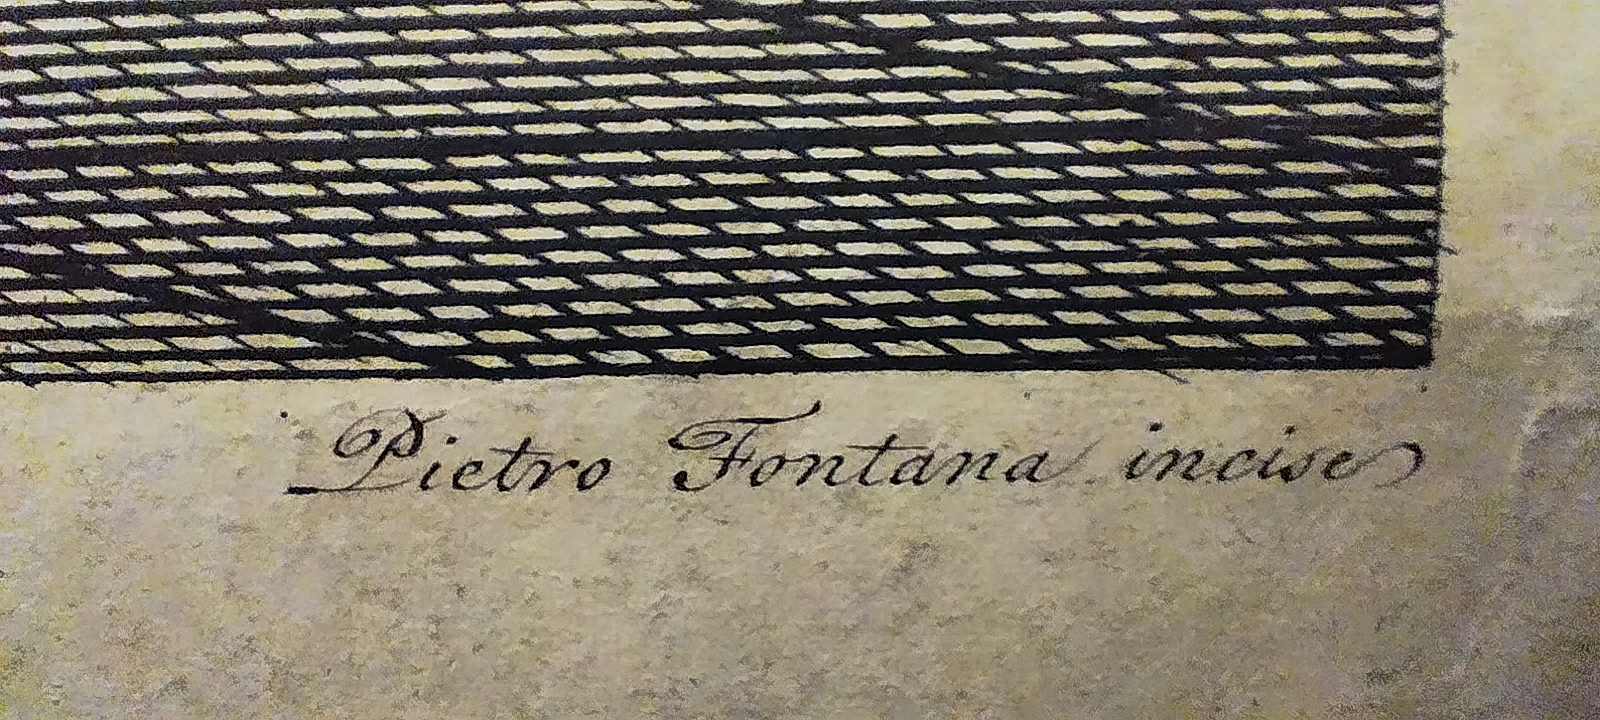 Pietro Fontana incise